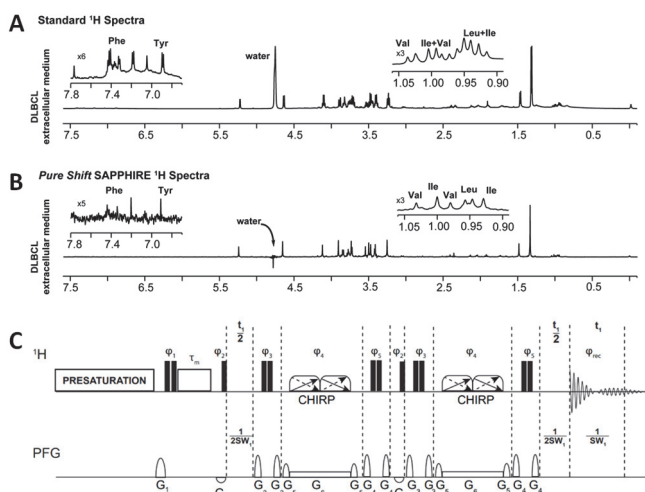 A
Standard ¹H Spectra
x6
Phe
Tyr
7.8 7.4 7.0
water
Val
Ile+Val
Leu+Ile
x3
1.05 1.00 0.95 0.90
DLBCL
extracellular medium
7.5 6.5 5.5 4.5 3.5 2.5 1.5 0.5
B
Pure Shift SAPPHIRE ¹H Spectra
x5
Phe
Tyr
7.8 7.4 7.0
water
x3
Val
Ile
Val
Leu
Ile
1.05 1.00 0.95 0.90
DLBCL
extracellular medium
7.5 6.5 5.5 4.5 3.5 2.5 1.5 0.5
C
t₁/2 t₁/2 t₁
¹H
φ₁ τₘ φ₂ φ₃ φ₄ φ₅ φ₂ φ₃ φ₄ φ₅ φrec
PRESATURATION
CHIRP CHIRP
1/2SW₁ 1/2SW₁ 1/SW₁
PFG
G₁ G₃ G₅ G₆ G₅ G₄ G₃ G₅ G₆ G₅ G₄ G₄